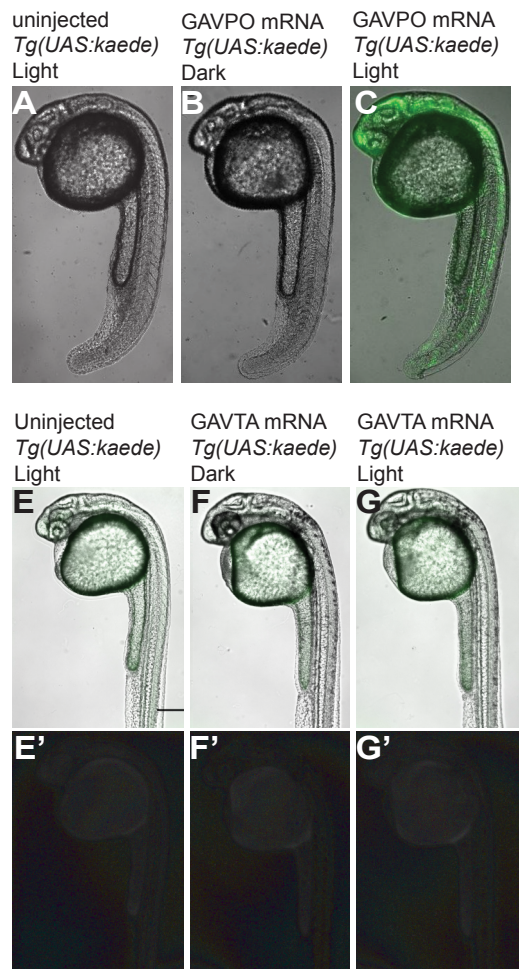 uninjected
Tg(UAS:kaede)
Light
GAVPO mRNA
Tg(UAS:kaede)
Dark
GAVPO mRNA
Tg(UAS:kaede)
Light
A
B
C
Uninjected
Tg(UAS:kaede)
Light
GAVTA mRNA
Tg(UAS:kaede)
Dark
GAVTA mRNA
Tg(UAS:kaede)
Light
E
F
G
E’
F’
G’